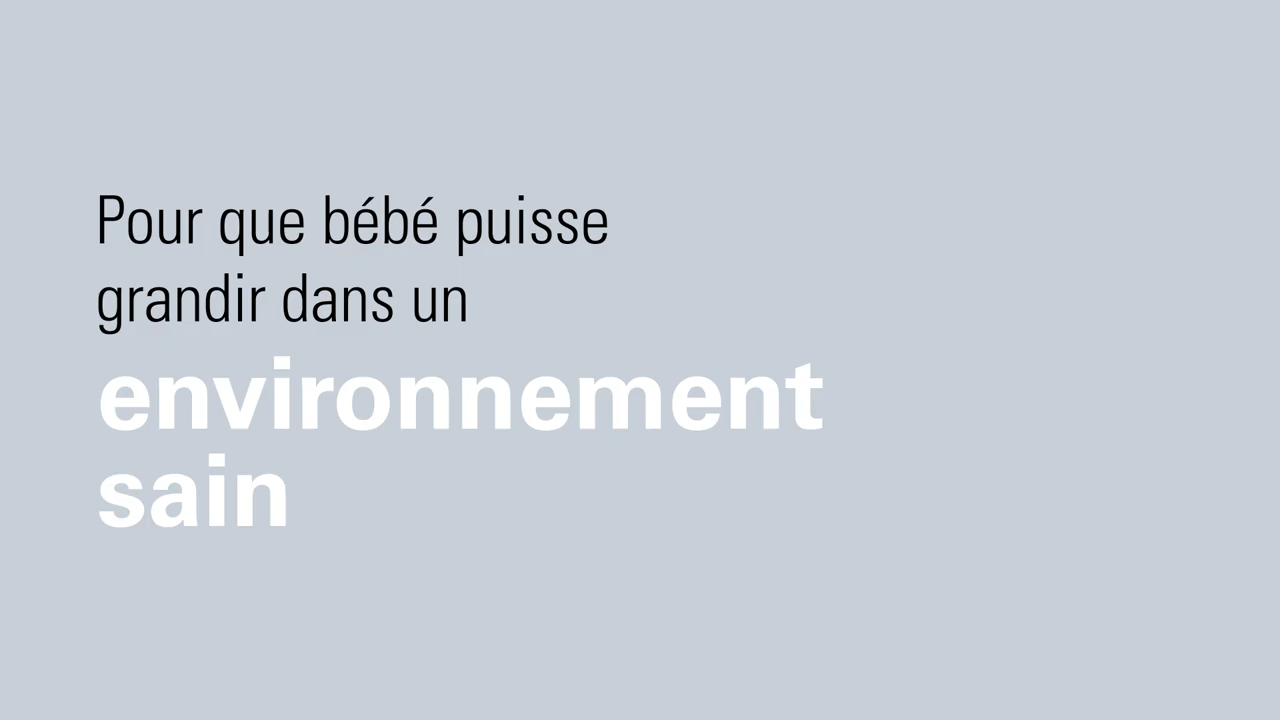 Pour que bébé puisse
grandir dans un
environnement
sain